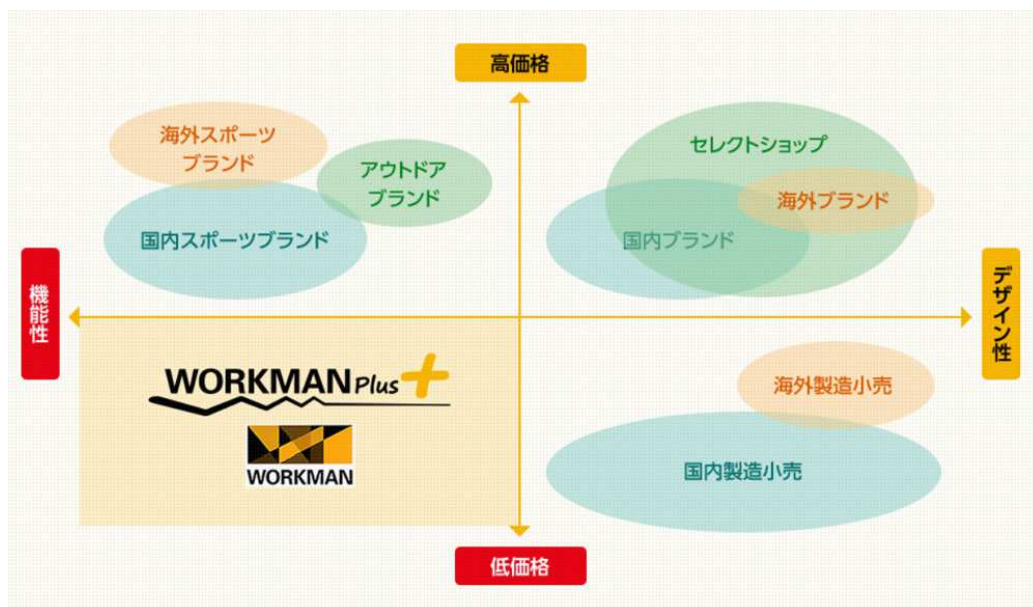 高価格
海外スポーツ
ブランド
アウトドア
ブランド
国内スポーツブランド
セレクトショップ
海外ブランド
国内ブランド
機能性
デザイン性
WORKMAN Plus
WORKMAN
海外製造小売
国内製造小売
低価格